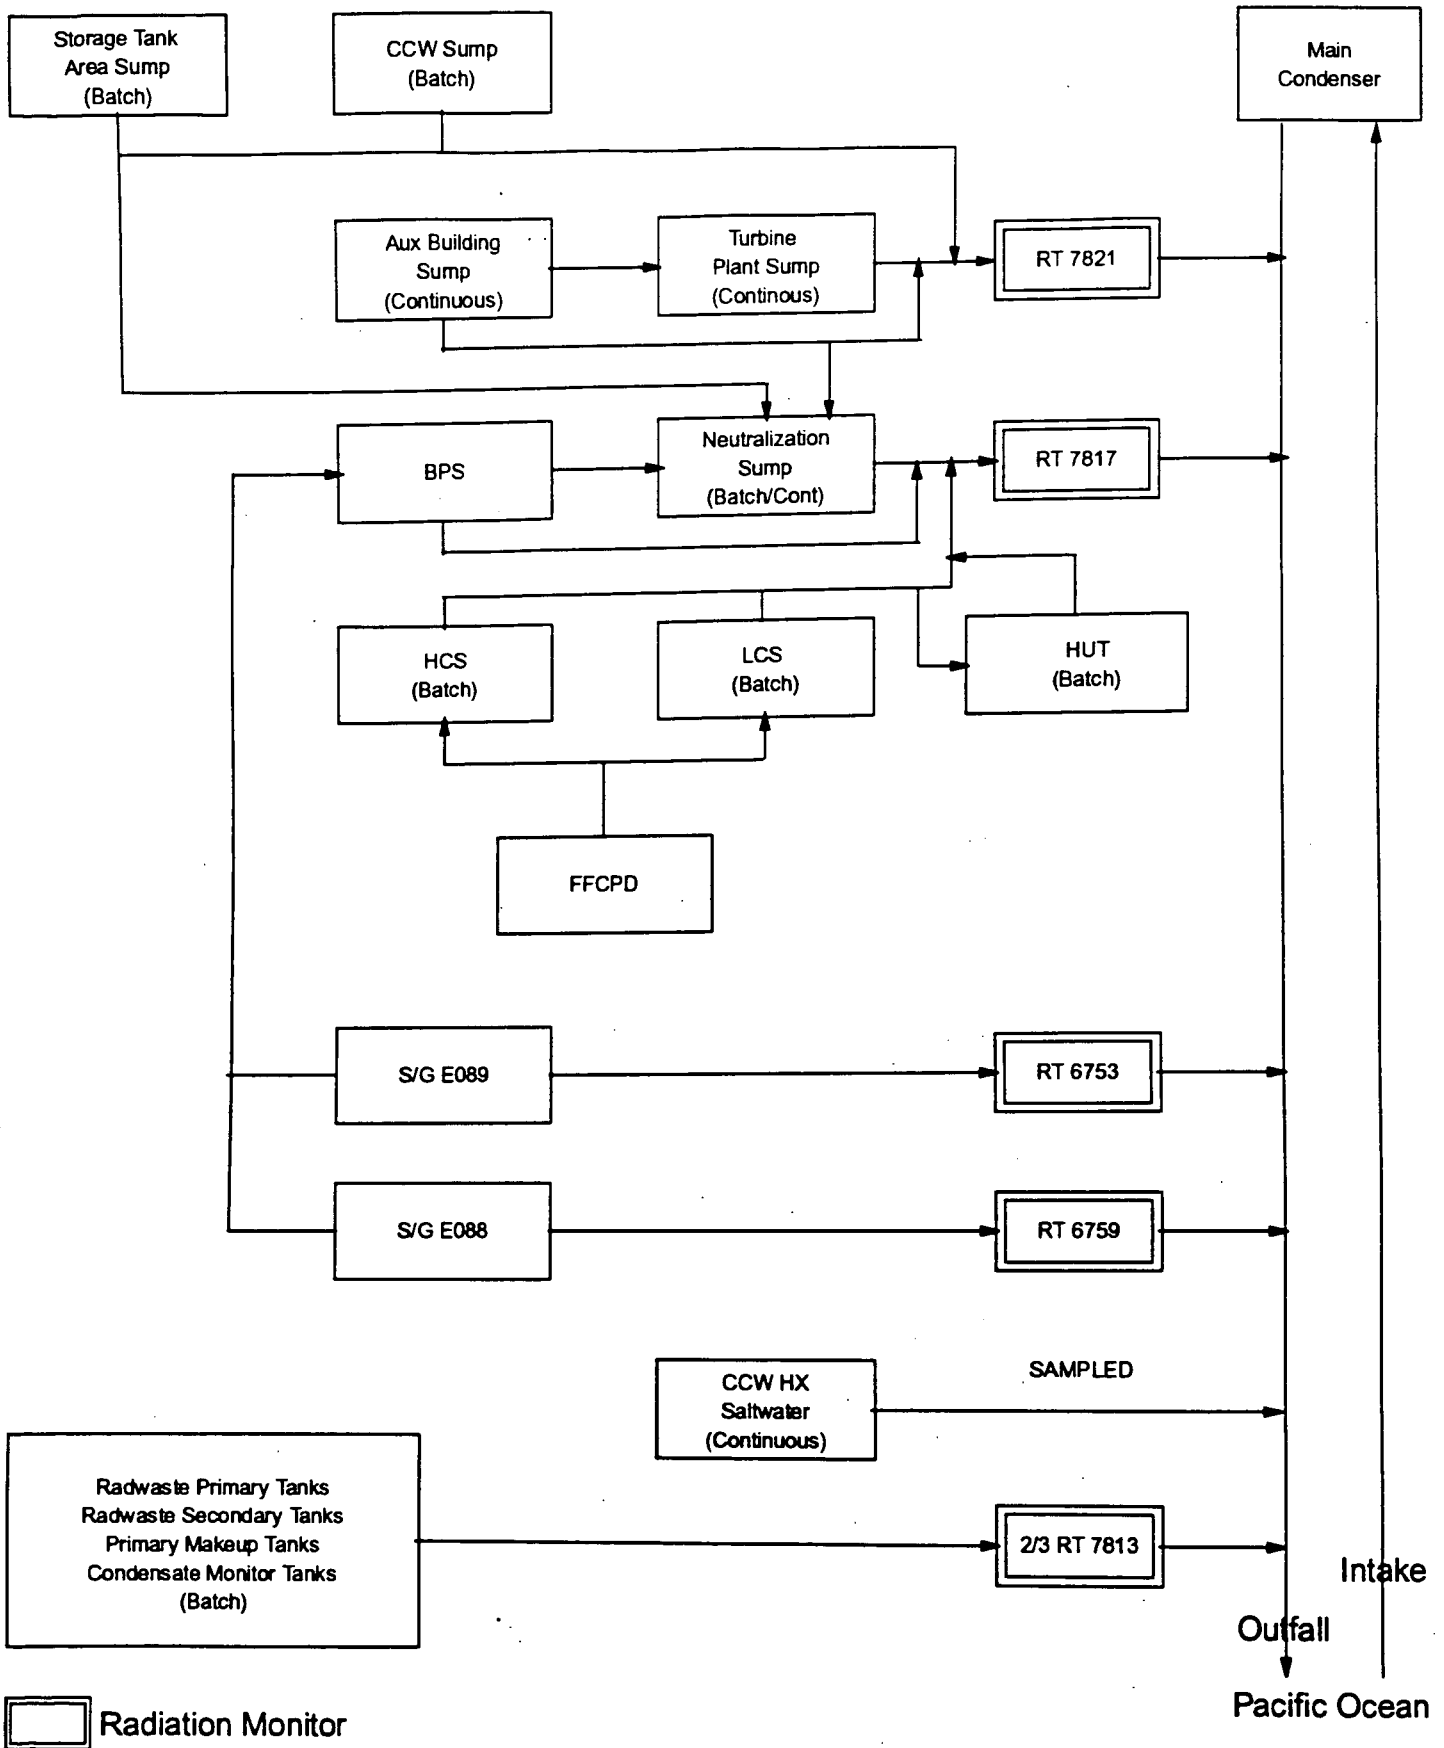 Storage Tank
Area Sump
(Batch)
CCW Sump
(Batch)
Main
Condenser
Aux Building
Sump
(Continuous)
Turbine
Plant Sump
(Continous)
RT 7821
BPS
Neutralization
Sump
(Batch/Cont)
RT 7817
HCS
(Batch)
LCS
(Batch)
HUT
(Batch)
FFCPD
S/G E089
RT 6753
S/G E088
RT 6759
CCW HX
Saltwater
(Continuous)
SAMPLED
Radwaste Primary Tanks
Radwaste Secondary Tanks
Primary Makeup Tanks
Condensate Monitor Tanks
(Batch)
2/3 RT 7813
Intake
Outfall
Pacific Ocean
Radiation Monitor